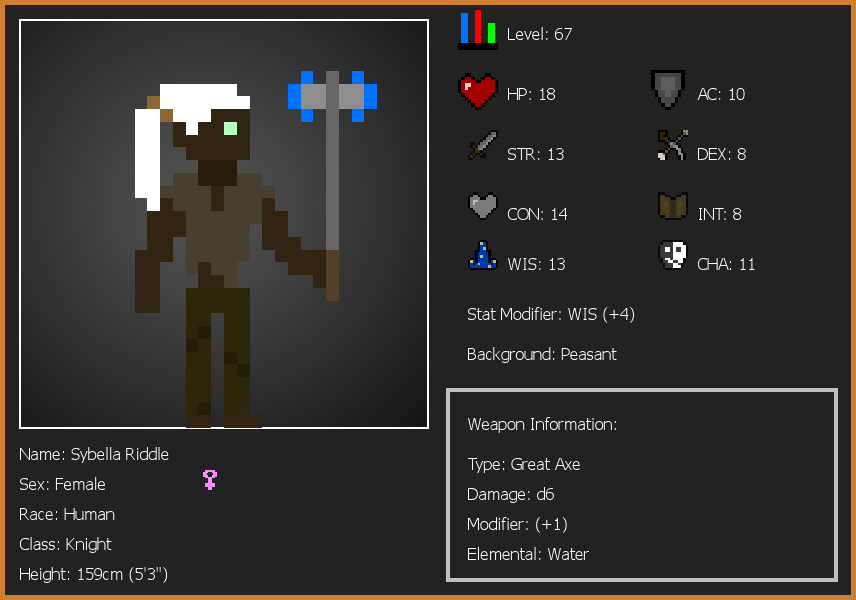 Level: 67
HP: 18
AC: 10
STR: 13
DEX: 8
CON: 14
INT: 8
WIS: 13
CHA: 11
Stat Modifier: WIS (+4)
Background: Peasant
Weapon Information:
Type: Great Axe
Damage: d6
Modifier: (+1)
Elemental: Water
Name: Sybella Riddle
Sex: Female
Race: Human
Class: Knight
Height: 159cm (5'3")